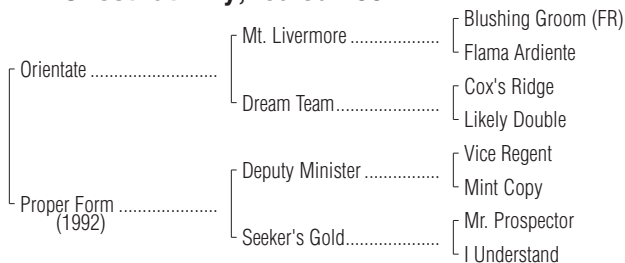 Mt. Livermore
Blushing Groom (FR)
Flama Ardiente
Orientate
Dream Team
Cox's Ridge
Likely Double
Deputy Minister
Vice Regent
Mint Copy
Proper Form
(1992)
Seeker's Gold
Mr. Prospector
I Understand